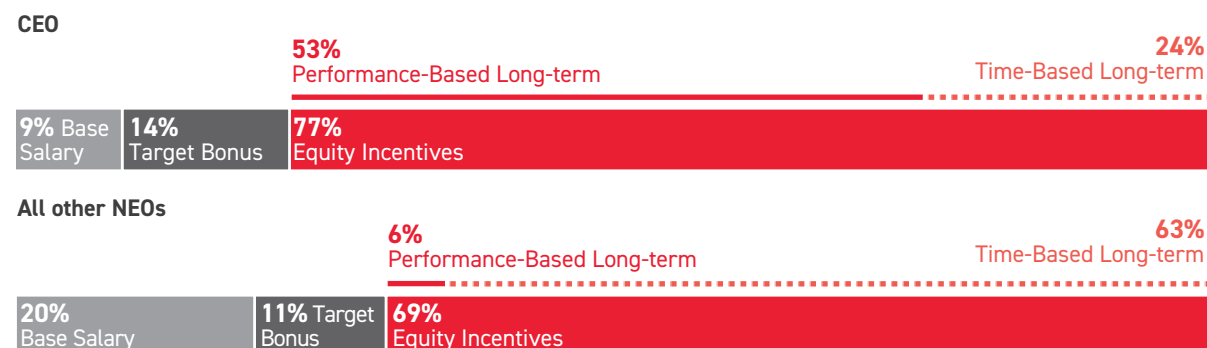 CEO
53%
Performance-Based Long-term
24%
Time-Based Long-term
9% Base
Salary
14%
Target Bonus
77%
Equity Incentives
All other NEOs
6%
Performance-Based Long-term
63%
Time-Based Long-term
20%
Base Salary
11% Target
Bonus
69%
Equity Incentives